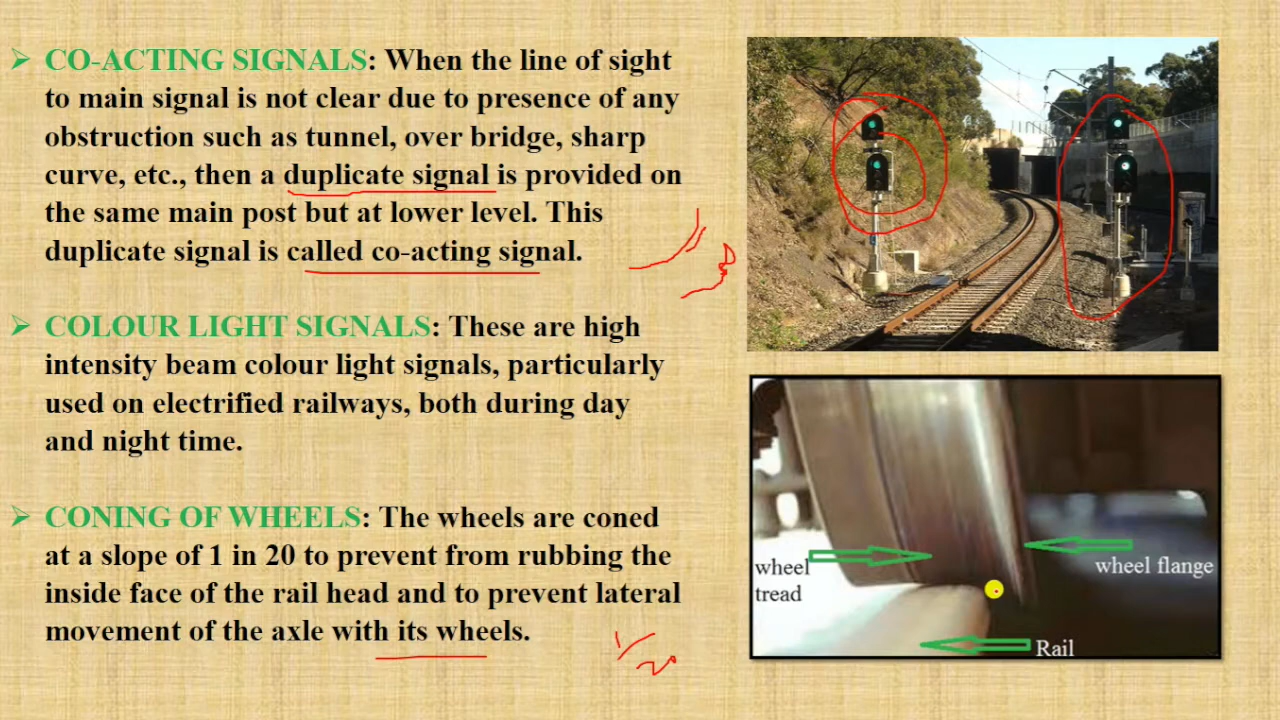 CO-ACTING SIGNALS: When the line of sight
to main signal is not clear due to presence of any
obstruction such as tunnel, over bridge, sharp
curve, etc., then a duplicate signal is provided on
the same main post but at lower level. This
duplicate signal is called co-acting signal.
COLOUR LIGHT SIGNALS: These are high
intensity beam colour light signals, particularly
used on electrified railways, both during day
and night time.
CONING OF WHEELS: The wheels are coned
at a slope of 1 in 20 to prevent from rubbing the
inside face of the rail head and to prevent lateral
movement of the axle with its wheels.
1/20
wheel
tread
wheel flange
Rail